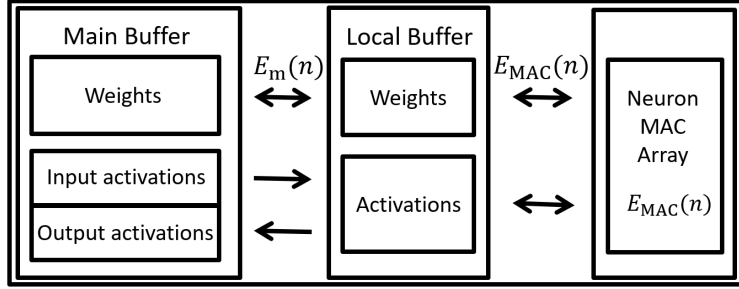 Main Buffer
Weights
Input activations
Output activations
E_m(n)
Local Buffer
Weights
Activations
E_MAC(n)
Neuron
MAC
Array
E_MAC(n)